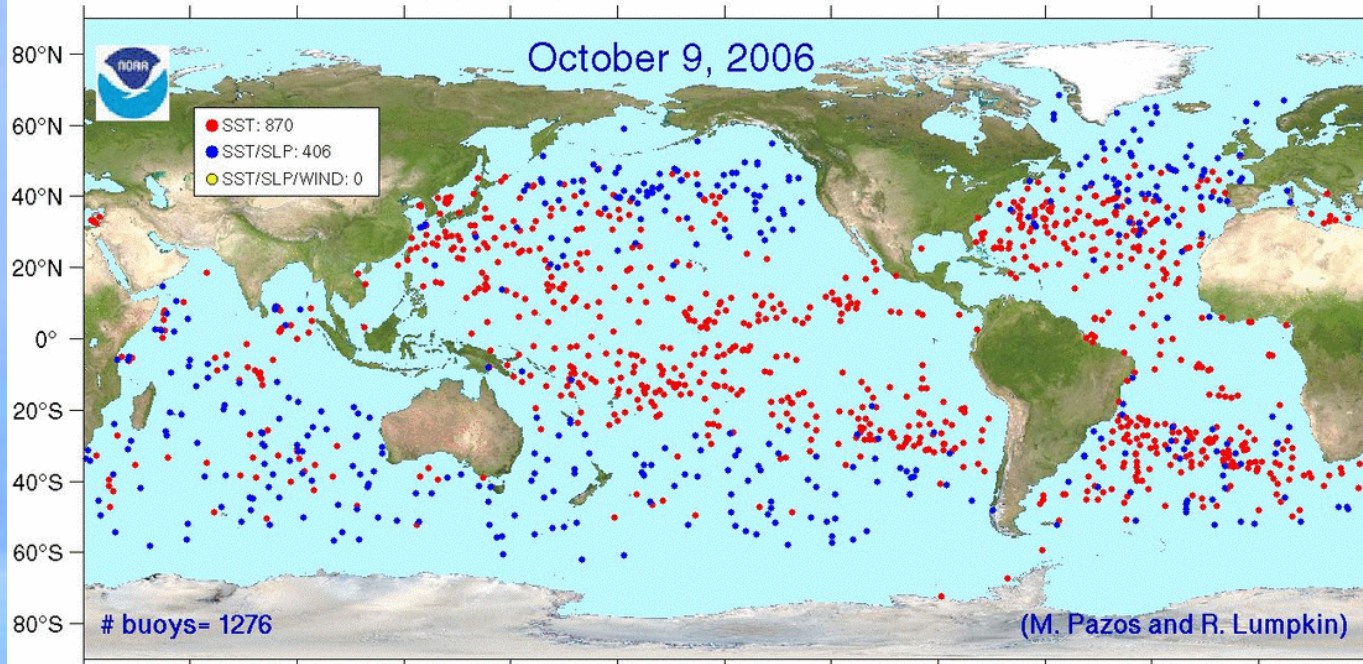 October 9, 2006
NOAA
SST: 870
SST/SLP: 406
SST/SLP/WIND: 0
80°N
60°N
40°N
20°N
0°
20°S
40°S
60°S
80°S
# buoys= 1276
(M. Pazos and R. Lumpkin)